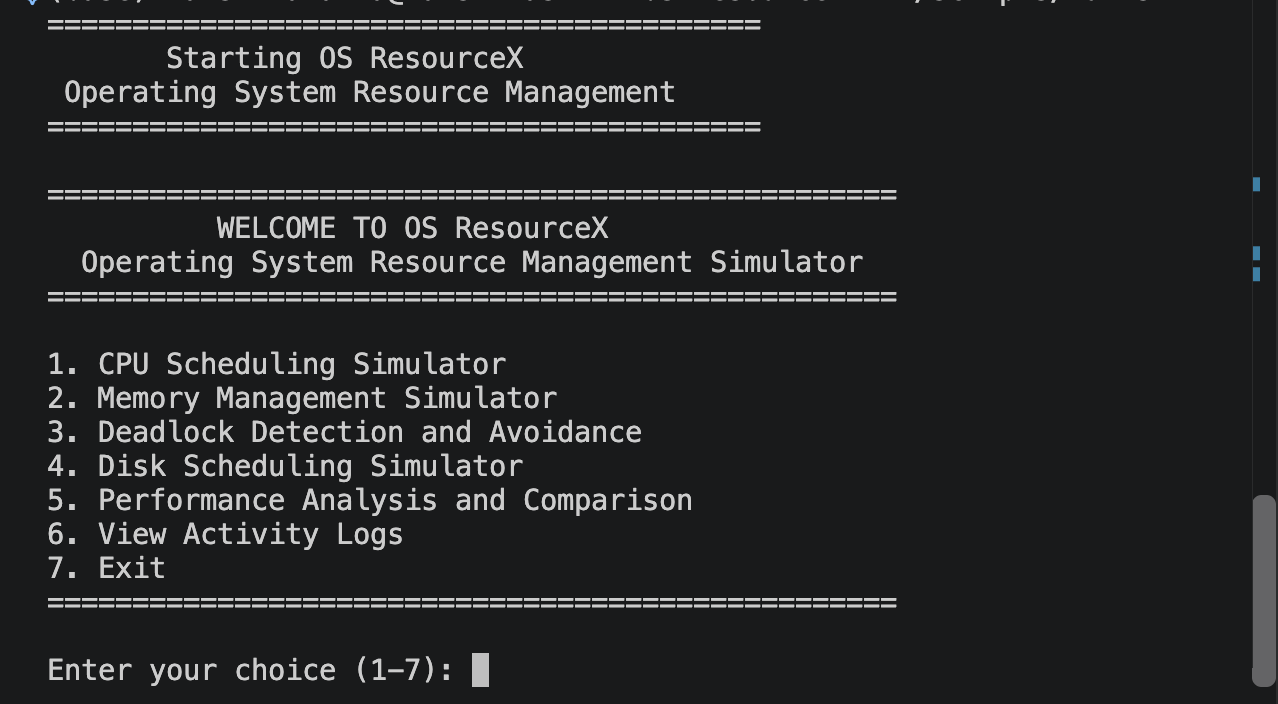 ==========================================
Starting OS ResourceX
Operating System Resource Management
==========================================
==================================================
WELCOME TO OS ResourceX
Operating System Resource Management Simulator
==================================================
1. CPU Scheduling Simulator
2. Memory Management Simulator
3. Deadlock Detection and Avoidance
4. Disk Scheduling Simulator
5. Performance Analysis and Comparison
6. View Activity Logs
7. Exit
==================================================
Enter your choice (1-7):